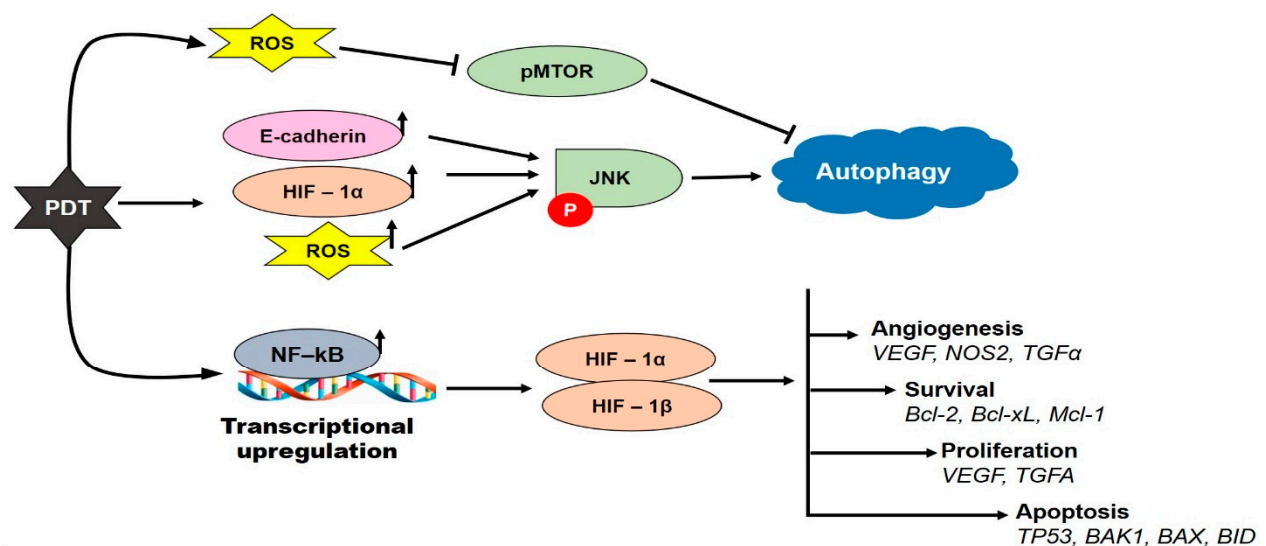 ROS
pMTOR
E-cadherin
HIF – 1α
ROS
JNK
P
Autophagy
PDT
NF–kB
Transcriptional
upregulation
HIF – 1α
HIF – 1β
Angiogenesis
VEGF, NOS2, TGFα
Survival
Bcl-2, Bcl-xL, Mcl-1
Proliferation
VEGF, TGFA
Apoptosis
TP53, BAK1, BAX, BID